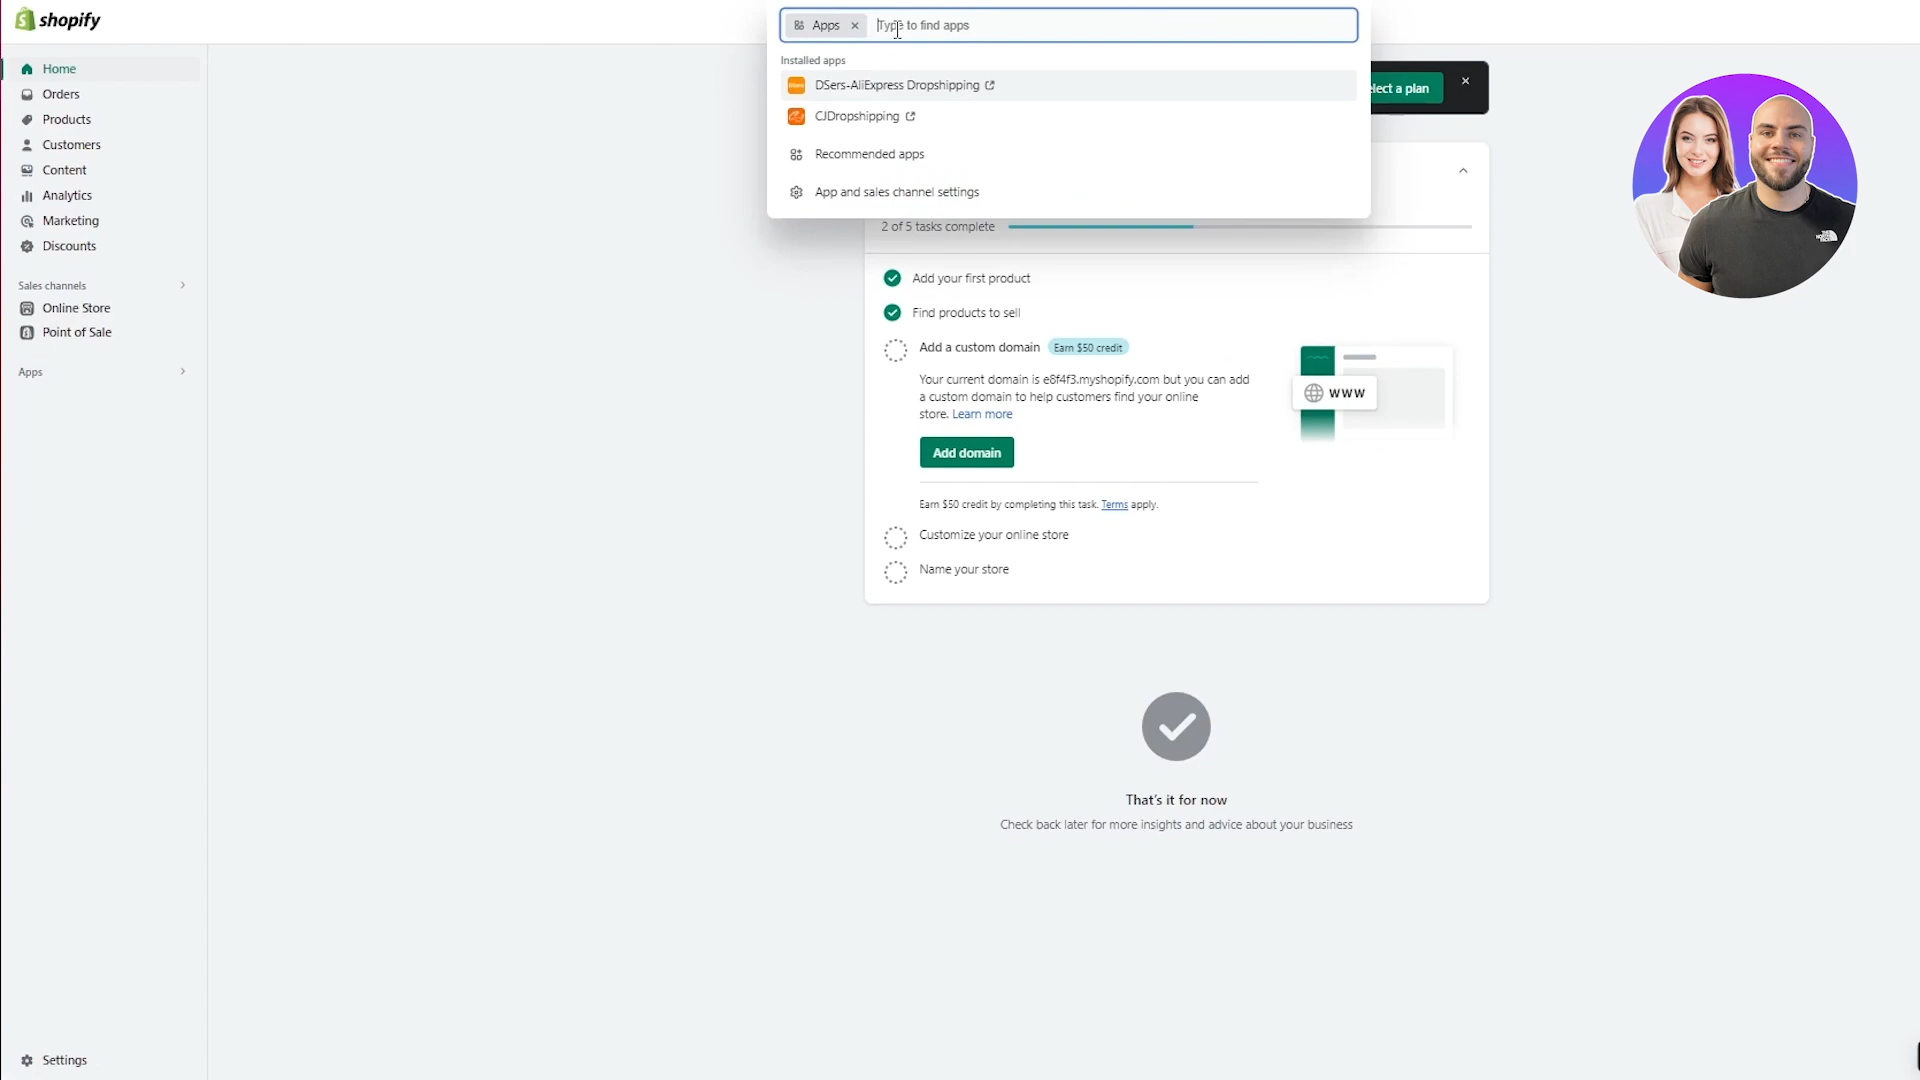 shopify
Apps
Type to find apps
Installed apps
DSers-AliExpress Dropshipping
CJDropshipping
Recommended apps
App and sales channel settings
lect a plan
Home
Orders
Products
Customers
Content
Analytics
Marketing
Discounts
Sales channels
Online Store
Point of Sale
Apps
Settings
2 of 5 tasks complete
Add your first product
Find products to sell
Add a custom domain Earn $50 credit
Your current domain is e8f4f3.myshopify.com but you can add
a custom domain to help customers find your online
store. Learn more
WWW
Add domain
Earn $50 credit by completing this task. Terms apply.
Customize your online store
Name your store
That's it for now
Check back later for more insights and advice about your business